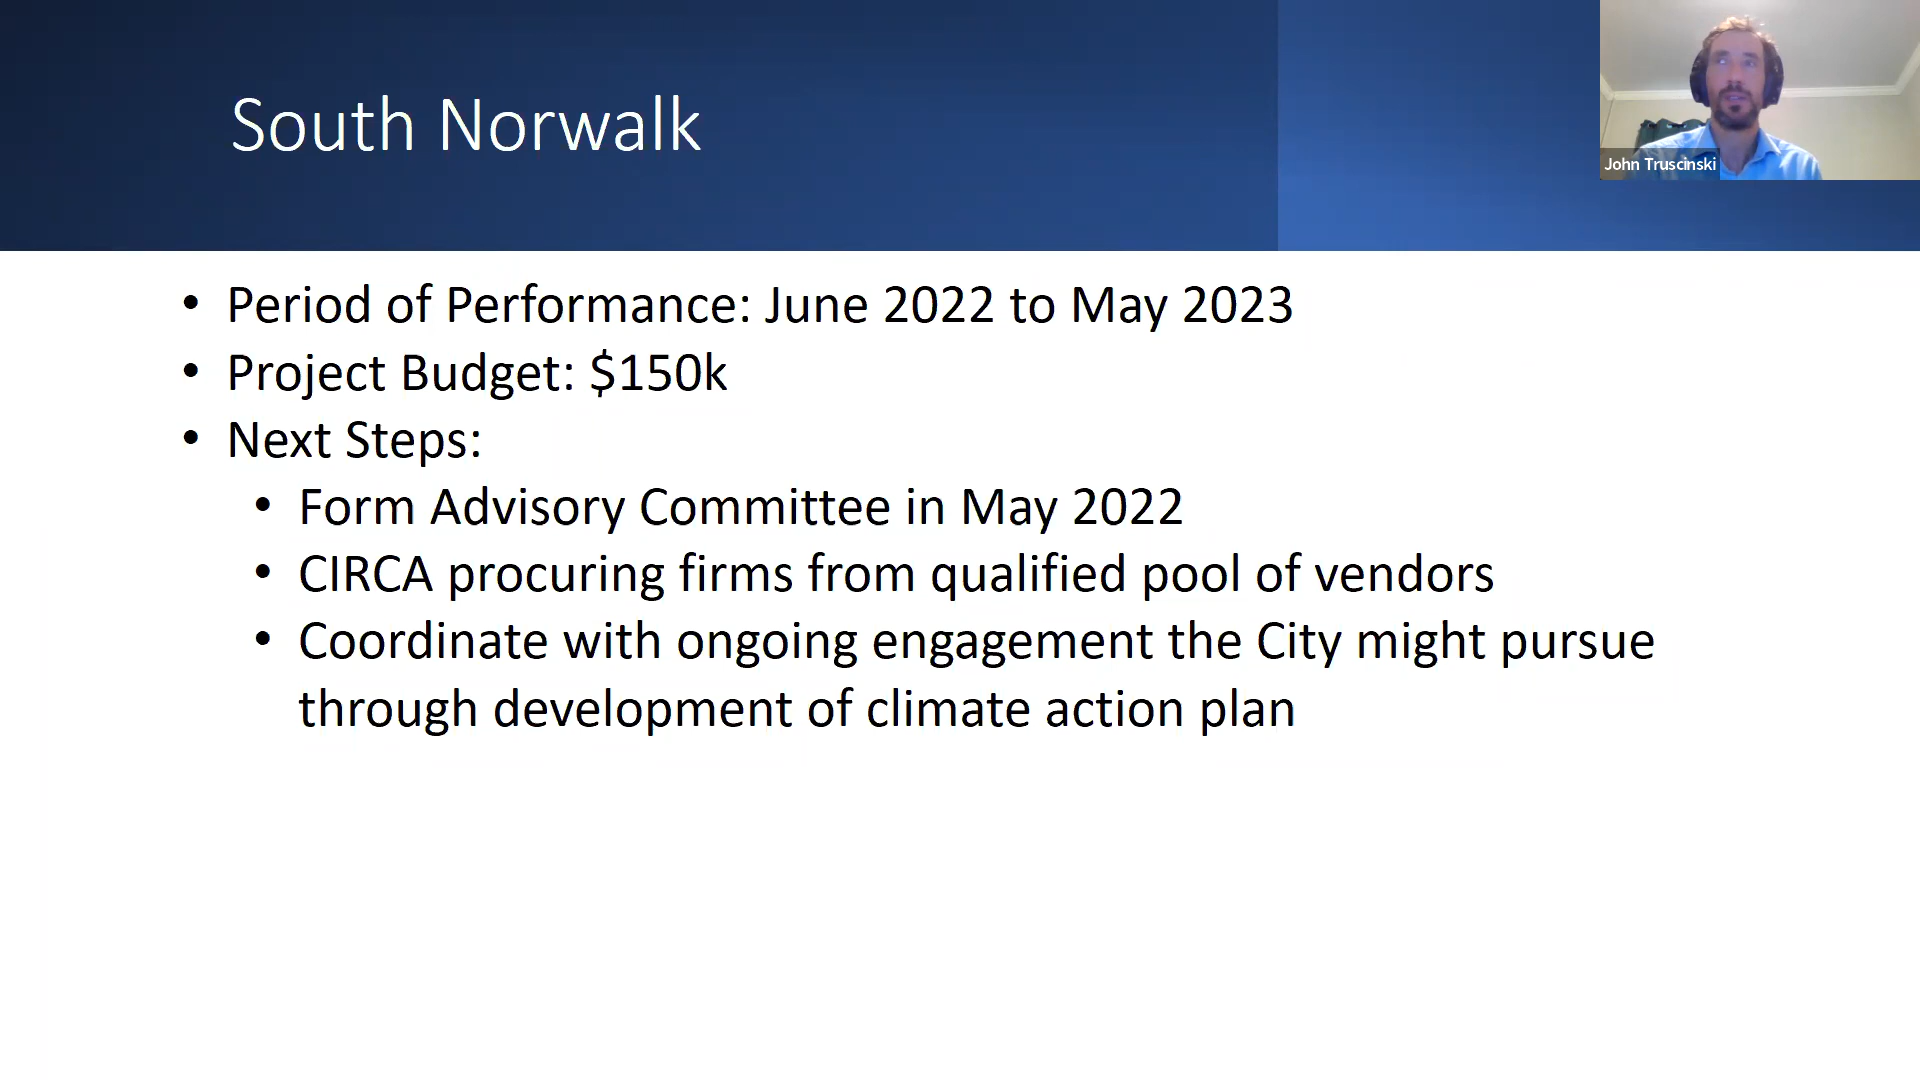 South Norwalk
John Truscinski
• Period of Performance: June 2022 to May 2023
• Project Budget: $150k
• Next Steps:
• Form Advisory Committee in May 2022
• CIRCA procuring firms from qualified pool of vendors
• Coordinate with ongoing engagement the City might pursue
through development of climate action plan